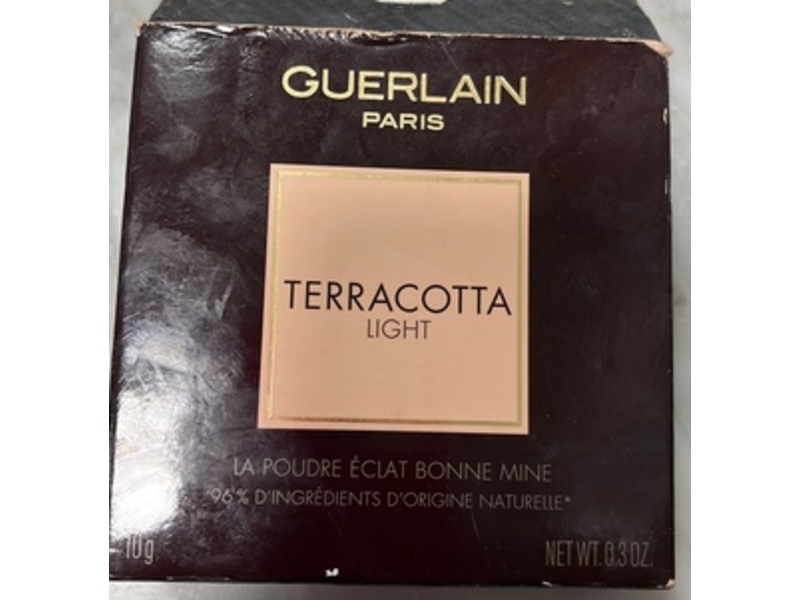 GUERLAIN
PARIS
TERRACOTTA
LIGHT
LA POUDRE ÉCLAT BONNE MINE
96% D'INGRÉDIENTS D'ORIGINE NATURELLE*
10g
NET WT. 0.3 OZ.